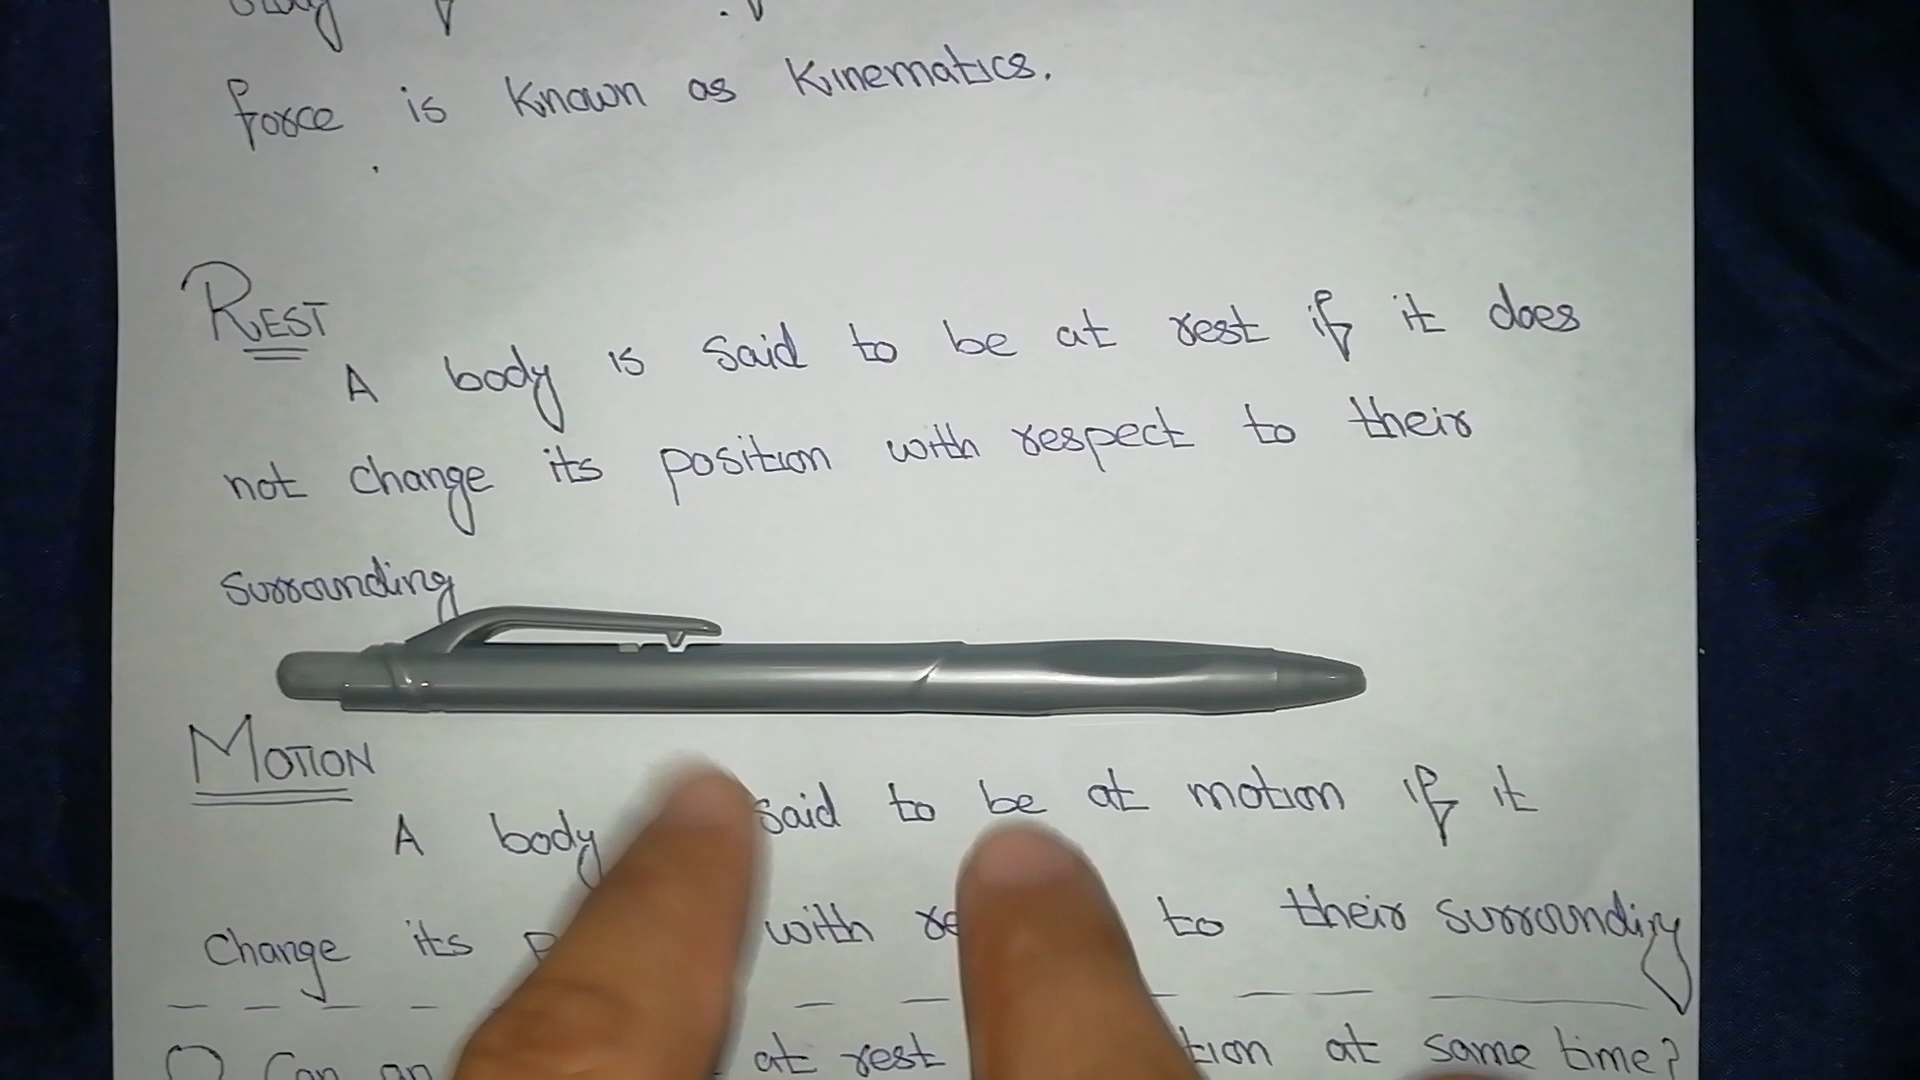 force is known as Kinematics.
REST
A body is said to be at rest if it does
not change its position with respect to their
surrounding
MOTION
A body said to be at motion if it
change its with to their surrounding
Can an at rest at same time?